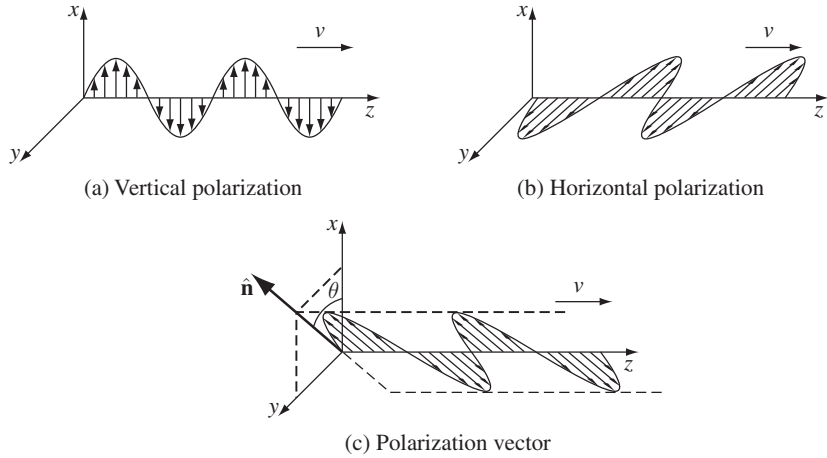 x
v
z
y
(a) Vertical polarization
x
v
z
y
(b) Horizontal polarization
x
n̂
θ
v
z
y
(c) Polarization vector